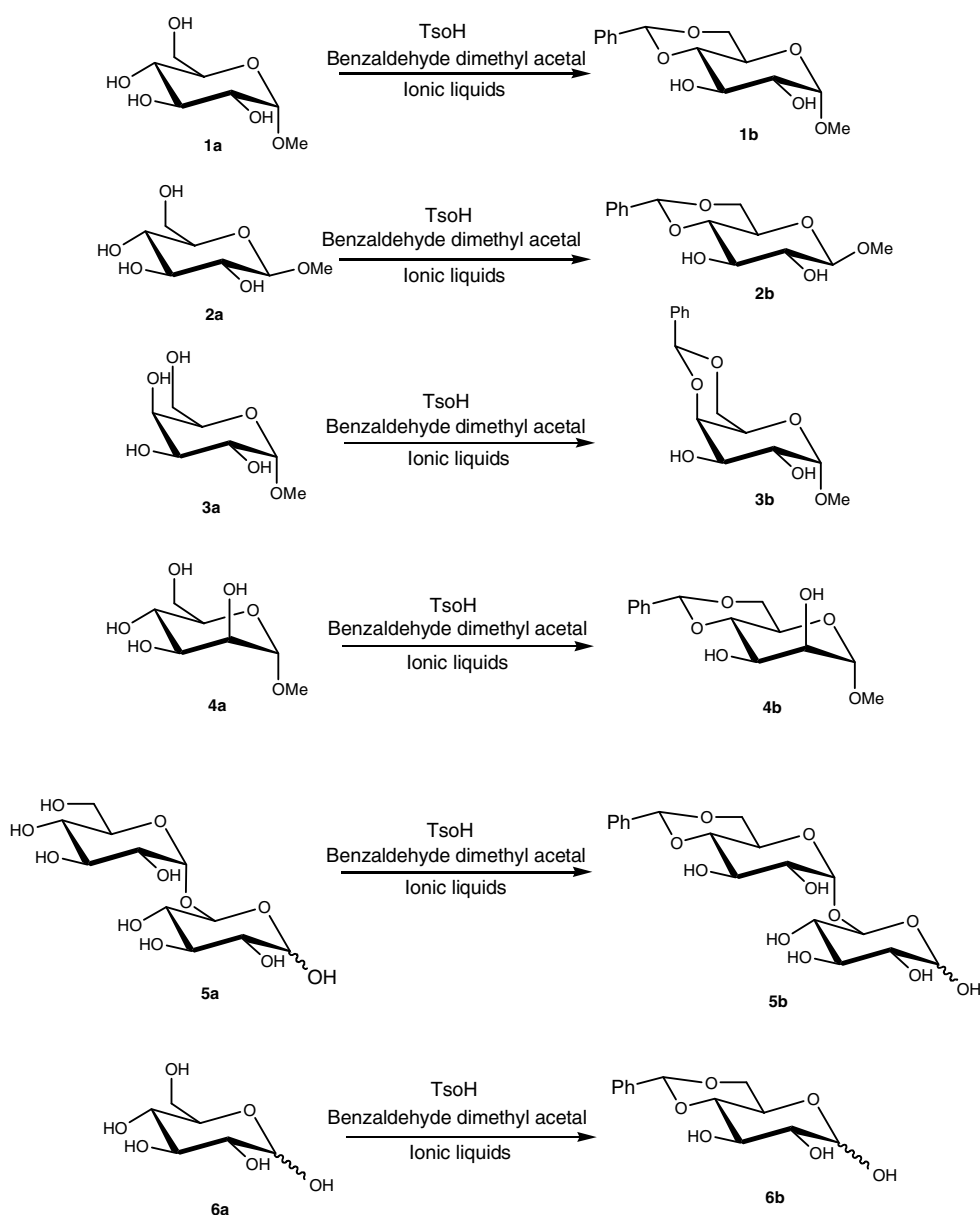 OH
HO
HO
OH
O
OMe
1a
TsoH
Benzaldehyde dimethyl acetal
Ionic liquids
Ph
O
O
HO
OH
O
OMe
1b
OH
HO
HO
OH
O
OMe
2a
TsoH
Benzaldehyde dimethyl acetal
Ionic liquids
Ph
O
O
HO
OH
O
OMe
2b
OH
OH
HO
OH
O
OMe
3a
TsoH
Benzaldehyde dimethyl acetal
Ionic liquids
Ph
O
O
HO
OH
O
OMe
3b
OH
OH
HO
HO
O
OMe
4a
TsoH
Benzaldehyde dimethyl acetal
Ionic liquids
Ph
O
O
OH
HO
O
OMe
4b
HO
HO
HO
OH
O
O
HO
HO
OH
O
OH
5a
TsoH
Benzaldehyde dimethyl acetal
Ionic liquids
Ph
O
O
HO
OH
O
O
HO
HO
OH
O
OH
5b
OH
HO
HO
OH
O
OH
6a
TsoH
Benzaldehyde dimethyl acetal
Ionic liquids
Ph
O
O
HO
OH
O
OH
6b